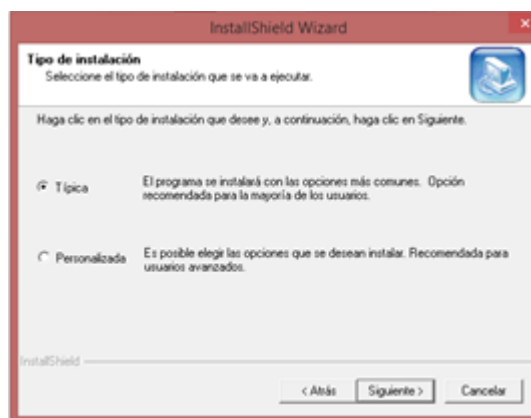 InstallShield Wizard
Tipo de instalación
Seleccione el tipo de instalación que se va a ejecutar.
Haga clic en el tipo de instalación que desee y, a continuación, haga clic en Siguiente.
Típica
El programa se instalará con las opciones más comunes. Opción
recomendada para la mayoría de los usuarios.
Personalizada
Es posible elegir las opciones que se desean instalar. Recomendada para
usuarios avanzados.
InstallShield
< Atrás
Siguiente >
Cancelar